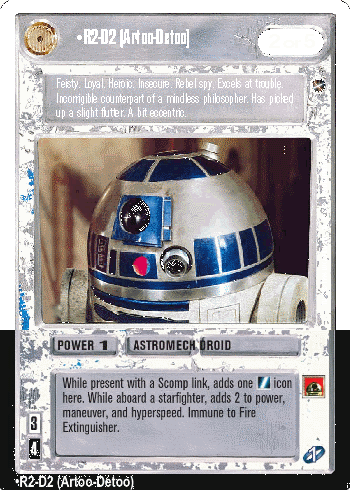 •R2-D2 (Artoo-Detoo)
Feisty. Loyal. Heroic. Insecure. Rebel spy. Excels at trouble.
Incorrigible counterpart of a mindless philosopher. Has picked
up a slight flutter. A bit eccentric.
POWER 1 ASTROMECH DROID
While present with a Scomp link, adds one icon
here. While aboard a starfighter, adds 2 to power,
maneuver, and hyperspeed. Immune to Fire
Extinguisher.
3
4
•R2-D2 (Artoo-Detoo)